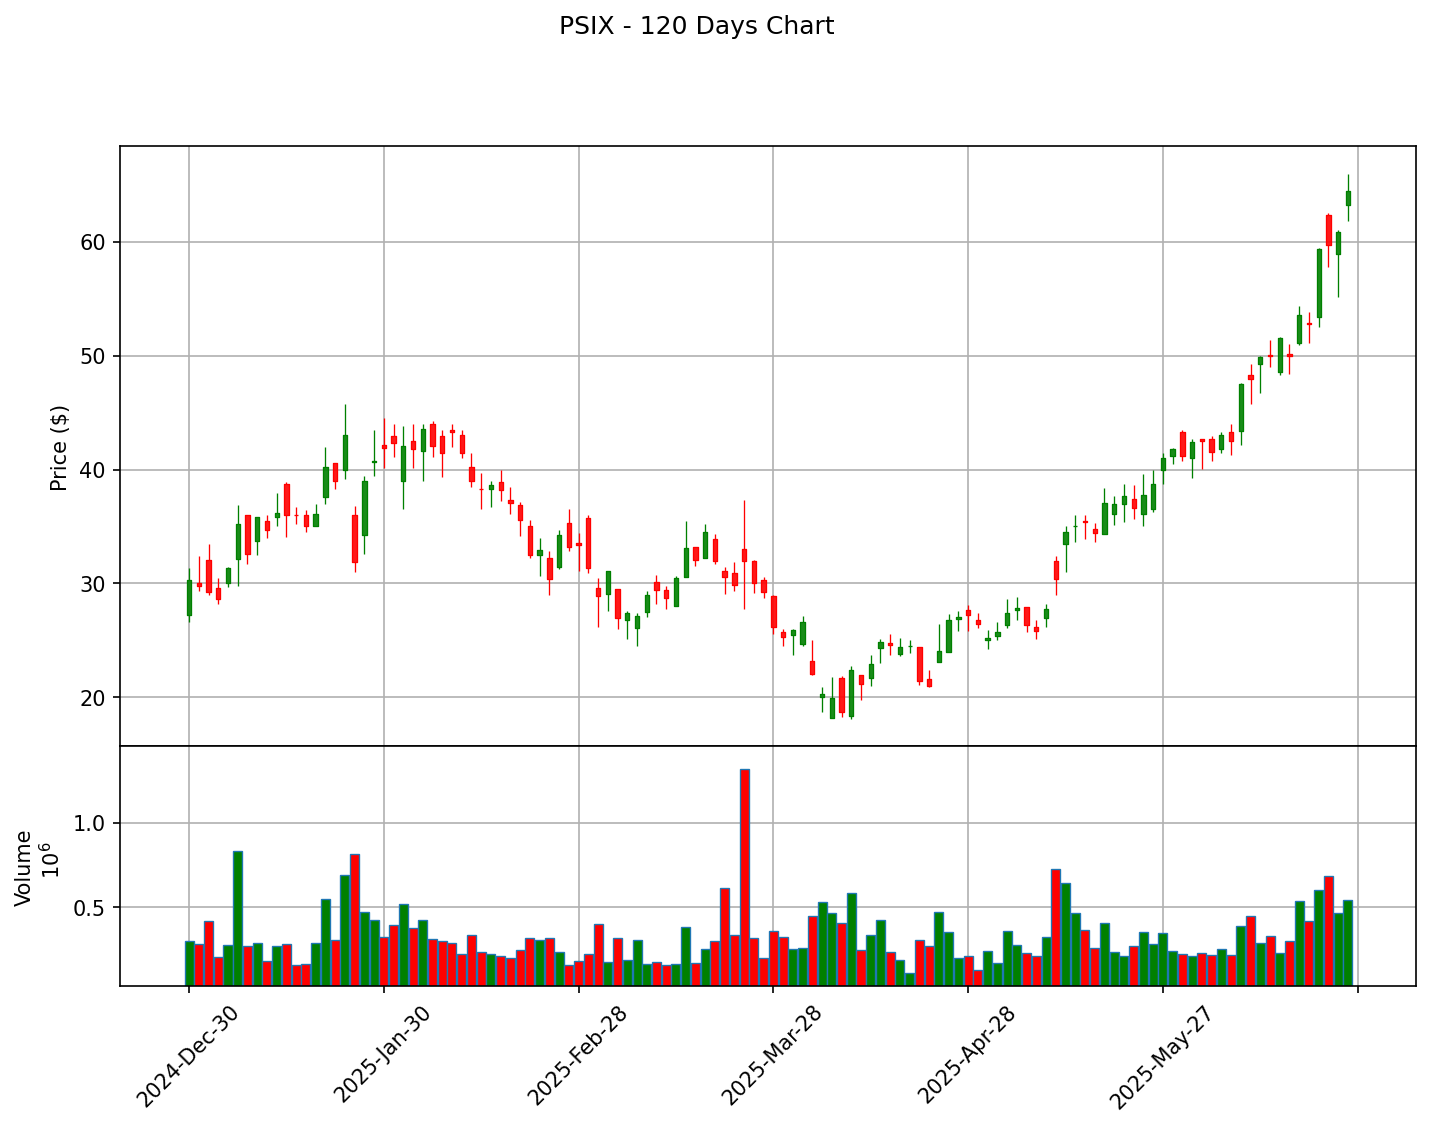 PSIX - 120 Days Chart
Price ($)
60
50
40
30
20
Volume
10⁶
1.0
0.5
2024-Dec-30
2025-Jan-30
2025-Feb-28
2025-Mar-28
2025-Apr-28
2025-May-27